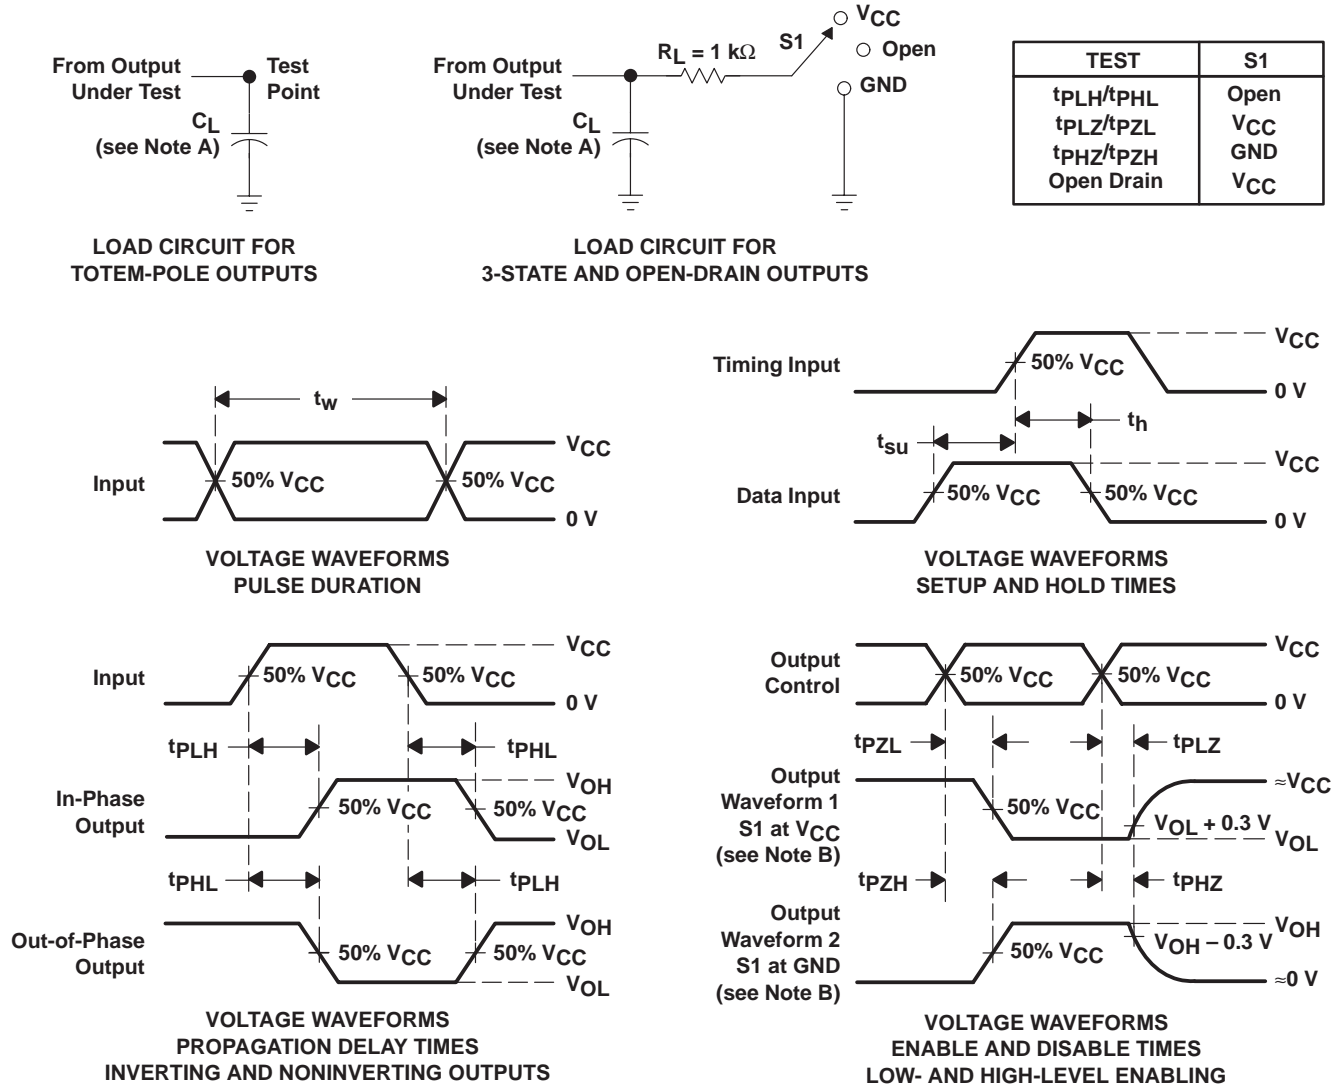 From Output
Under Test
Test
Point
CL
(see Note A)
LOAD CIRCUIT FOR
TOTEM-POLE OUTPUTS
From Output
Under Test
RL = 1 kΩ
S1
VCC
Open
GND
CL
(see Note A)
LOAD CIRCUIT FOR
3-STATE AND OPEN-DRAIN OUTPUTS
TEST S1
tPLH/tPHL Open
tPLZ/tPZL VCC
tPHZ/tPZH GND
Open Drain VCC
tw
Input
50% VCC
50% VCC
VCC
0 V
VOLTAGE WAVEFORMS
PULSE DURATION
Timing Input
50% VCC
VCC
0 V
tsu
th
Data Input
50% VCC
50% VCC
VCC
0 V
VOLTAGE WAVEFORMS
SETUP AND HOLD TIMES
Input
50% VCC
50% VCC
VCC
0 V
tPLH
tPHL
In-Phase
Output
50% VCC
50% VCC
VOH
VOL
tPHL
tPLH
Out-of-Phase
Output
50% VCC
50% VCC
VOH
VOL
VOLTAGE WAVEFORMS
PROPAGATION DELAY TIMES
INVERTING AND NONINVERTING OUTPUTS
Output
Control
50% VCC
50% VCC
VCC
0 V
tPZL
tPLZ
Output
Waveform 1
S1 at VCC
(see Note B)
50% VCC
≈VCC
VOL + 0.3 V
VOL
tPZH
tPHZ
Output
Waveform 2
S1 at GND
(see Note B)
50% VCC
VOH
VOH − 0.3 V
≈0 V
VOLTAGE WAVEFORMS
ENABLE AND DISABLE TIMES
LOW- AND HIGH-LEVEL ENABLING